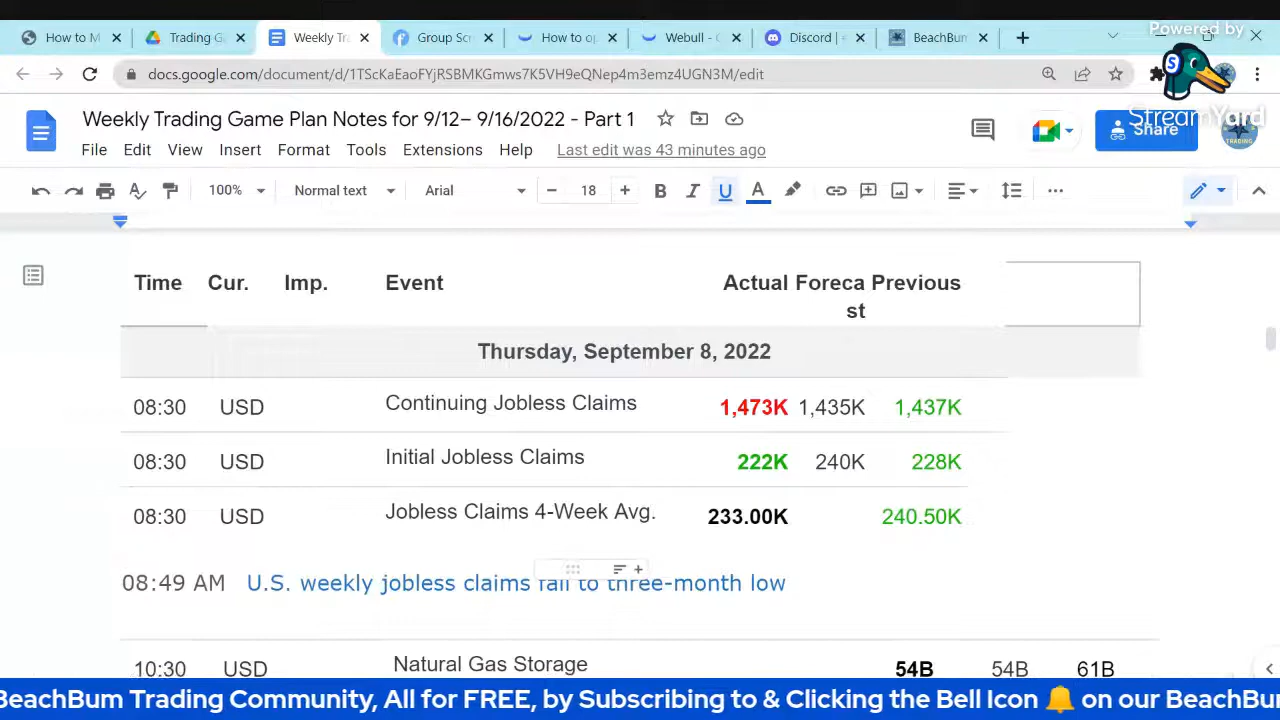 Powered by
StreamYard
How to M
Trading G
Weekly Tr
Group So
How to op
Webull - C
Discord | #
BeachBum
docs.google.com/document/d/1TScKaEaoFYjRSBMKGmvs7K5VH9eQNep4m3emz4UGN3M/edit
Weekly Trading Game Plan Notes for 9/12– 9/16/2022 - Part 1
Share
TRADING
File Edit View Insert Format Tools Extensions Help Last edit was 43 minutes ago
100% Normal text Arial − 18 + B I U A
Time Cur. Imp. Event Actual Foreca Previous
st
Thursday, September 8, 2022
08:30 USD Continuing Jobless Claims 1,473K 1,435K 1,437K
08:30 USD Initial Jobless Claims 222K 240K 228K
08:30 USD Jobless Claims 4-Week Avg. 233.00K 240.50K
08:49 AM U.S. weekly jobless claims fall to three-month low
10:30 USD Natural Gas Storage 54B 54B 61B
BeachBum Trading Community, All for FREE, by Subscribing to & Clicking the Bell Icon 🔔 on our BeachBum